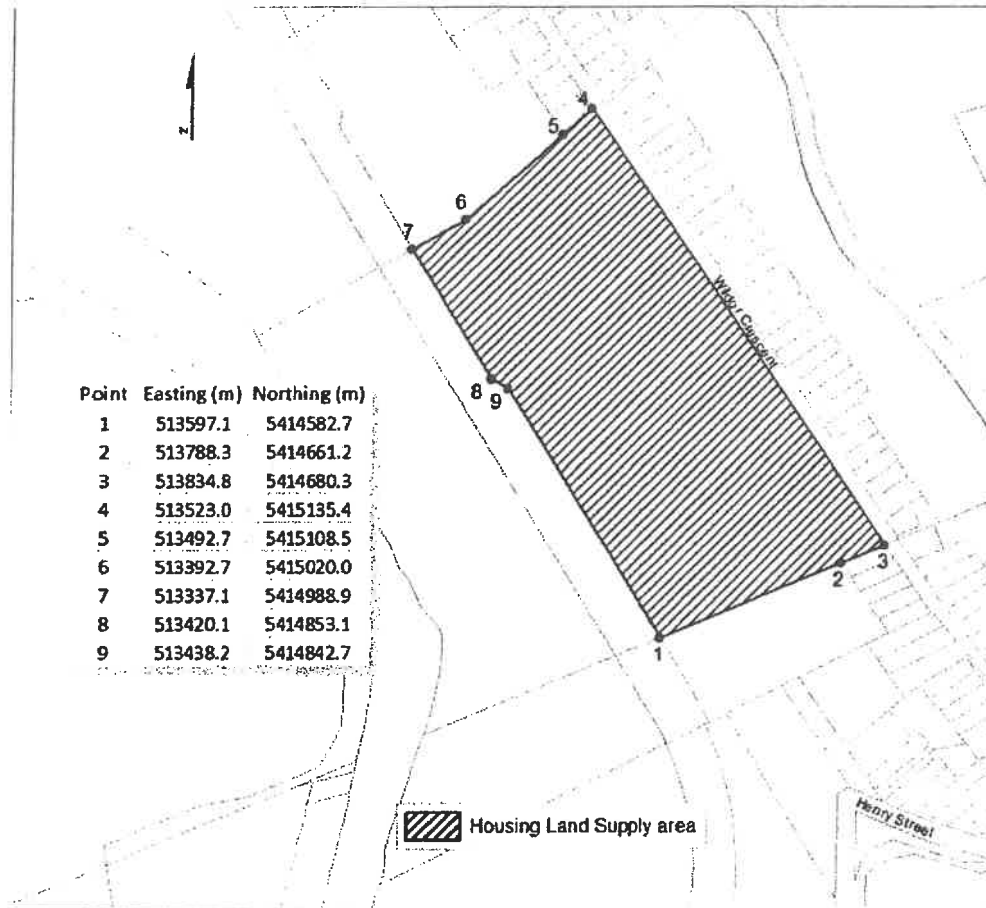 4
5
6
7
8
9
2
3
1
Point Easting (m) Northing (m)
1 513597.1 5414582.7
2 513788.3 5414661.2
3 513834.8 5414680.3
4 513523.0 5415135.4
5 513492.7 5415108.5
6 513392.7 5415020.0
7 513337.1 5414988.9
8 513420.1 5414853.1
9 513438.2 5414842.7
Crescent
Henry Street
Housing Land Supply area